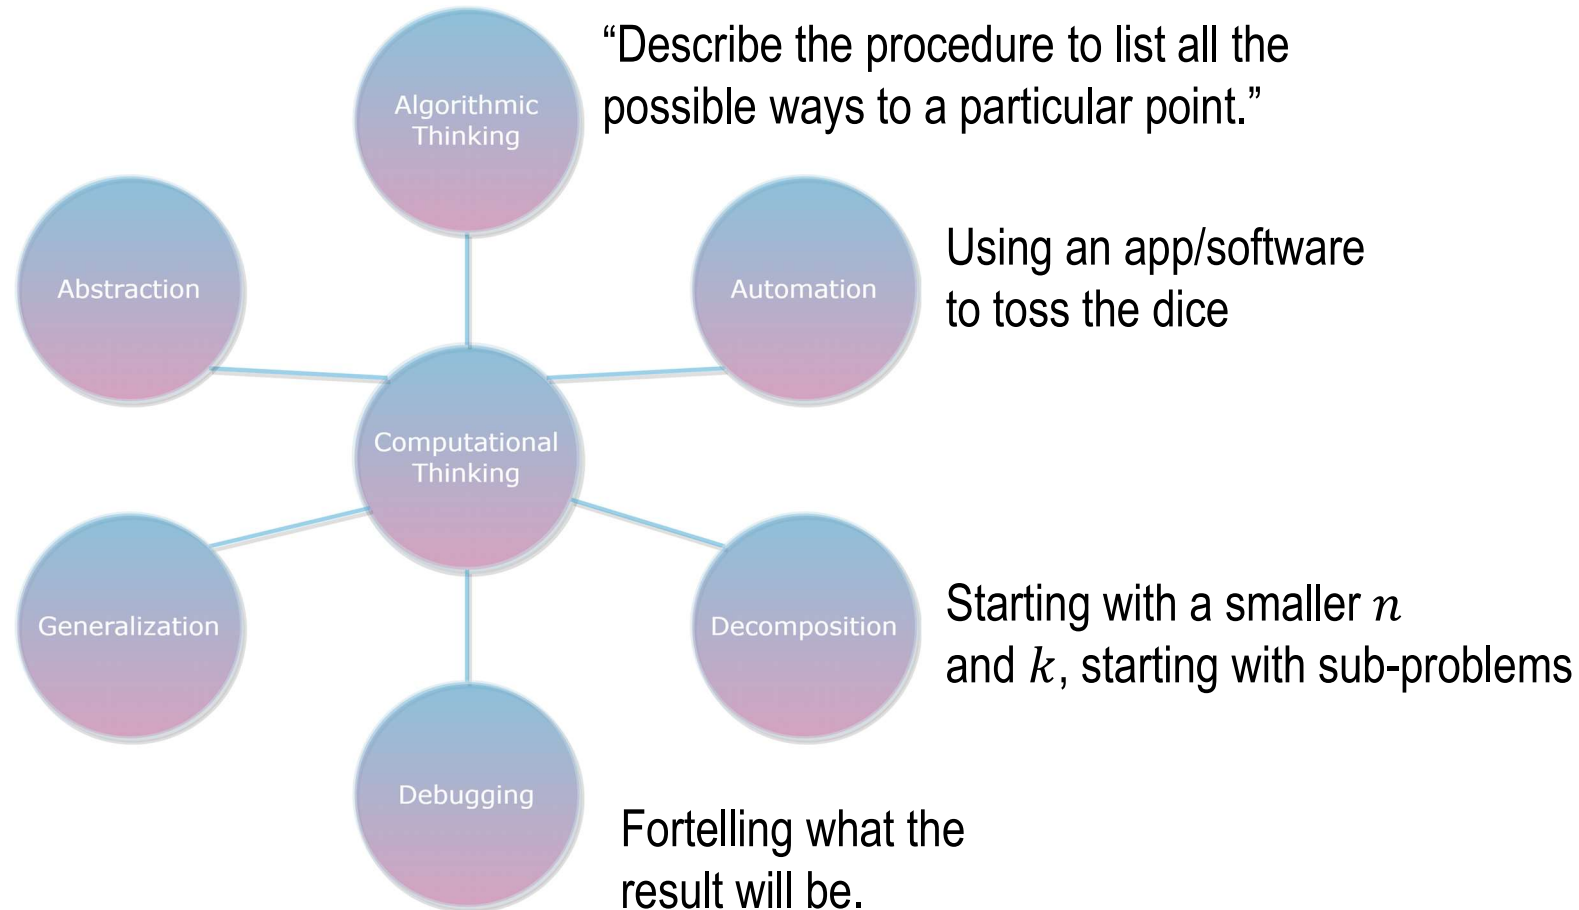 “Describe the procedure to list all the
possible ways to a particular point.”
Algorithmic
Thinking
Abstraction
Automation
Using an app/software
to toss the dice
Computational
Thinking
Generalization
Decomposition
Starting with a smaller n
and k, starting with sub-problems
Debugging
Fortelling what the
result will be.